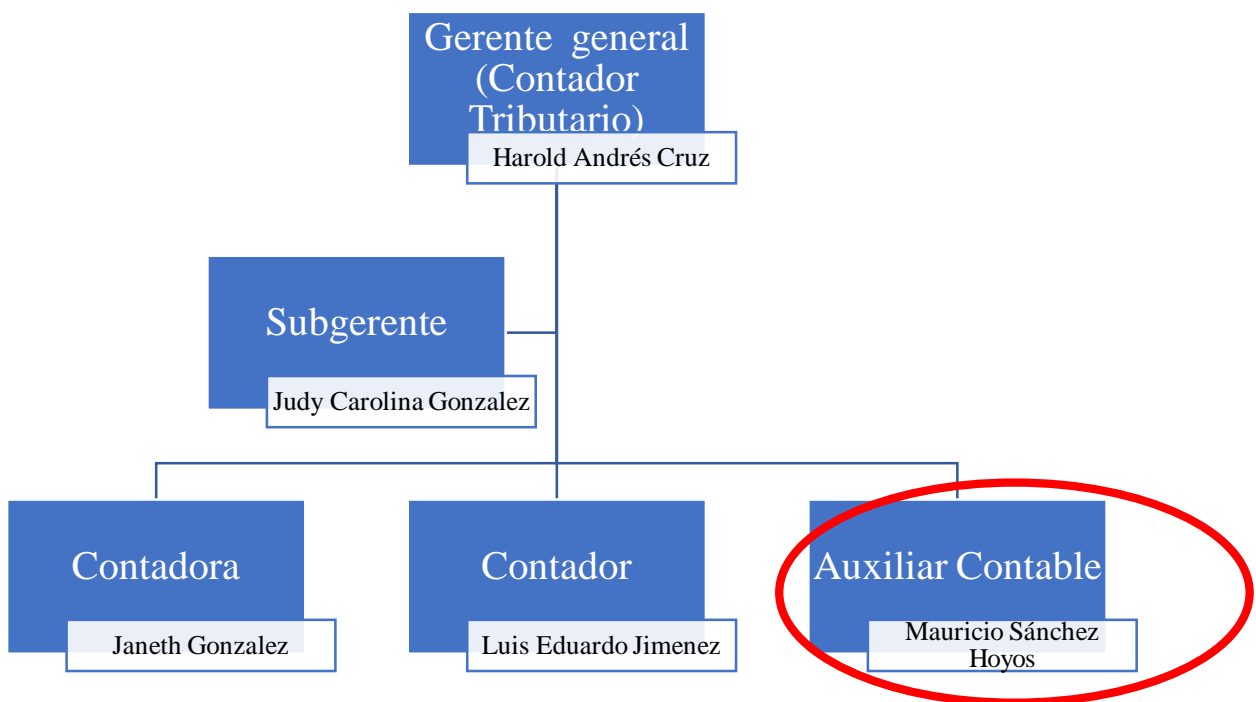 Gerente general
(Contador
Tributario)
Harold Andrés Cruz
Subgerente
Judy Carolina Gonzalez
Contadora
Janeth Gonzalez
Contador
Luis Eduardo Jimenez
Auxiliar Contable
Mauricio Sánchez
Hoyos